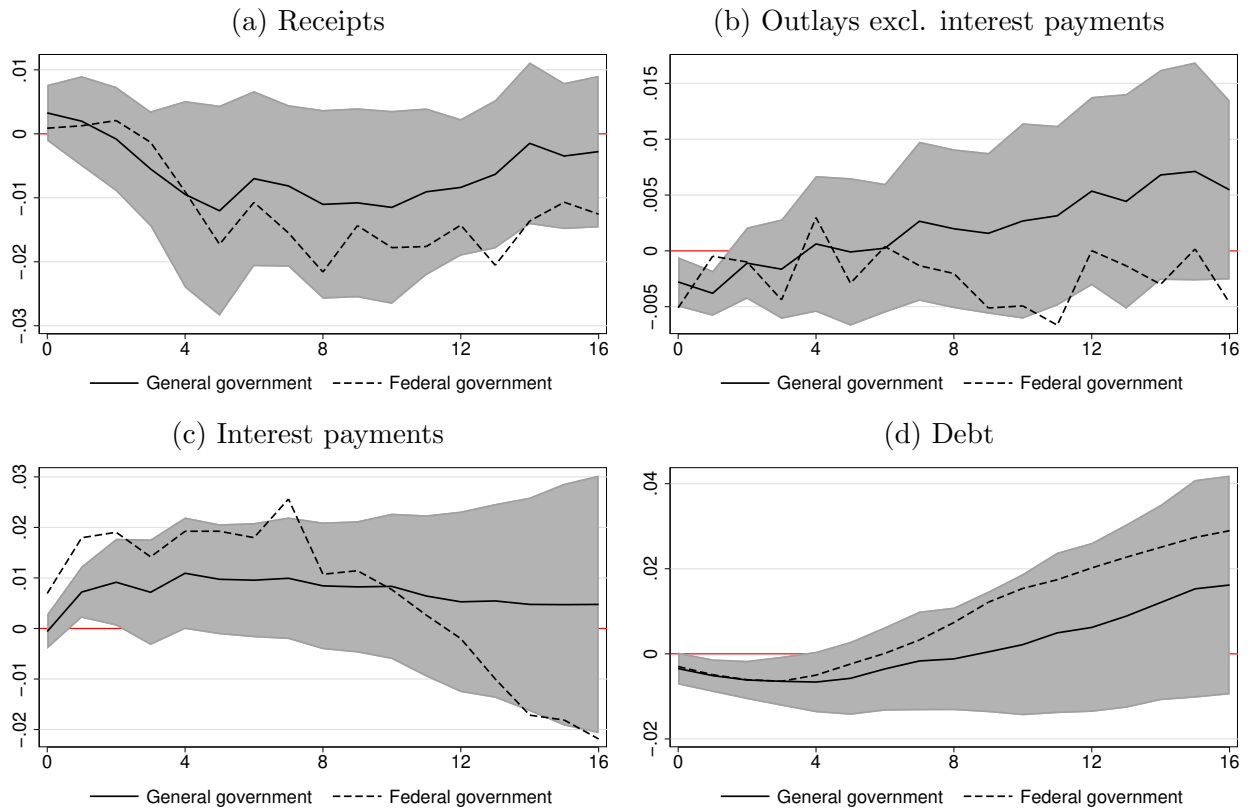 (a) Receipts
.01
0
-.01
-.02
-.03
0 4 8 12 16
General government Federal government
(b) Outlays excl. interest payments
.015
.01
.005
0
-.005
0 4 8 12 16
General government Federal government
(c) Interest payments
.03
.02
.01
0
-.01
-.02
0 4 8 12 16
General government Federal government
(d) Debt
.04
.02
0
-.02
0 4 8 12 16
General government Federal government